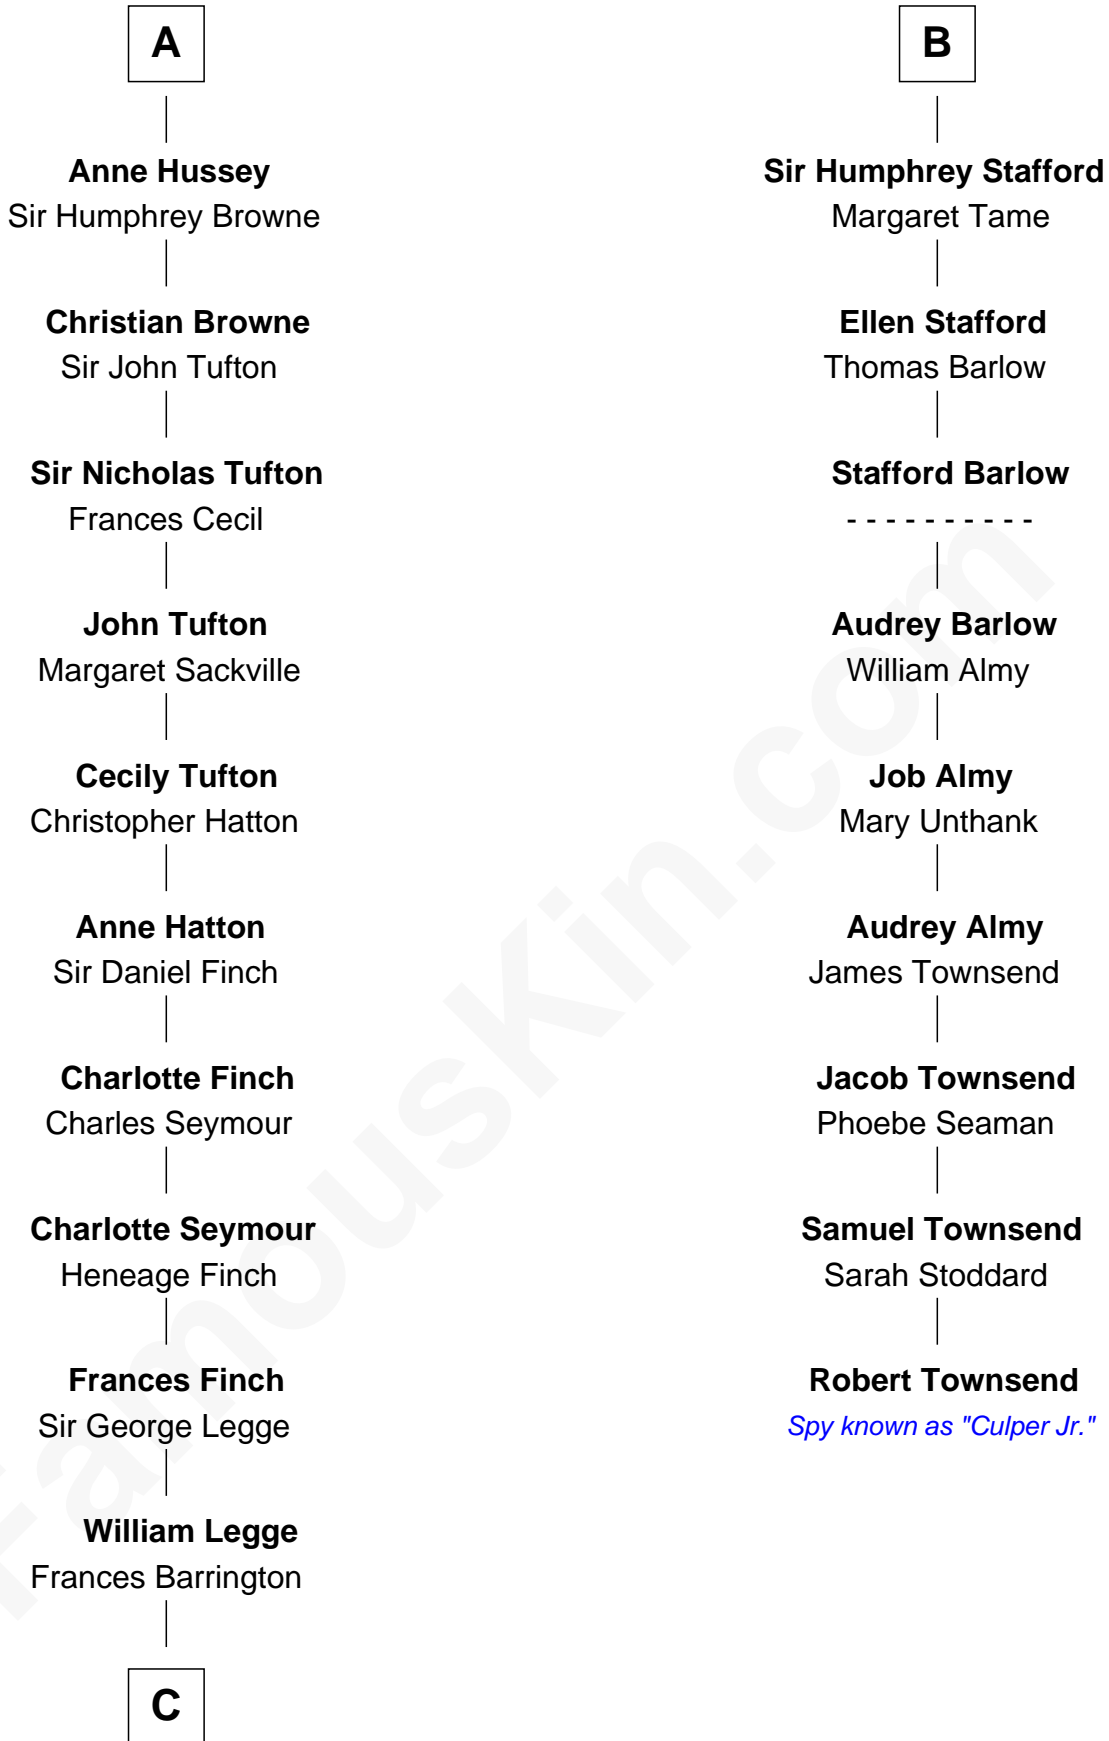 A
Anne Hussey
Sir Humphrey Browne
Christian Browne
Sir John Tufton
Sir Nicholas Tufton
Frances Cecil
John Tufton
Margaret Sackville
Cecily Tufton
Christopher Hatton
Anne Hatton
Sir Daniel Finch
Charlotte Finch
Charles Seymour
Charlotte Seymour
Heneage Finch
Frances Finch
Sir George Legge
William Legge
Frances Barrington
C
B
Sir Humphrey Stafford
Margaret Tame
Ellen Stafford
Thomas Barlow
Stafford Barlow
- - - - - - - - - -
Audrey Barlow
William Almy
Job Almy
Mary Unthank
Audrey Almy
James Townsend
Jacob Townsend
Phoebe Seaman
Samuel Townsend
Sarah Stoddard
Robert Townsend
Spy known as "Culper Jr."
FamousKin.com